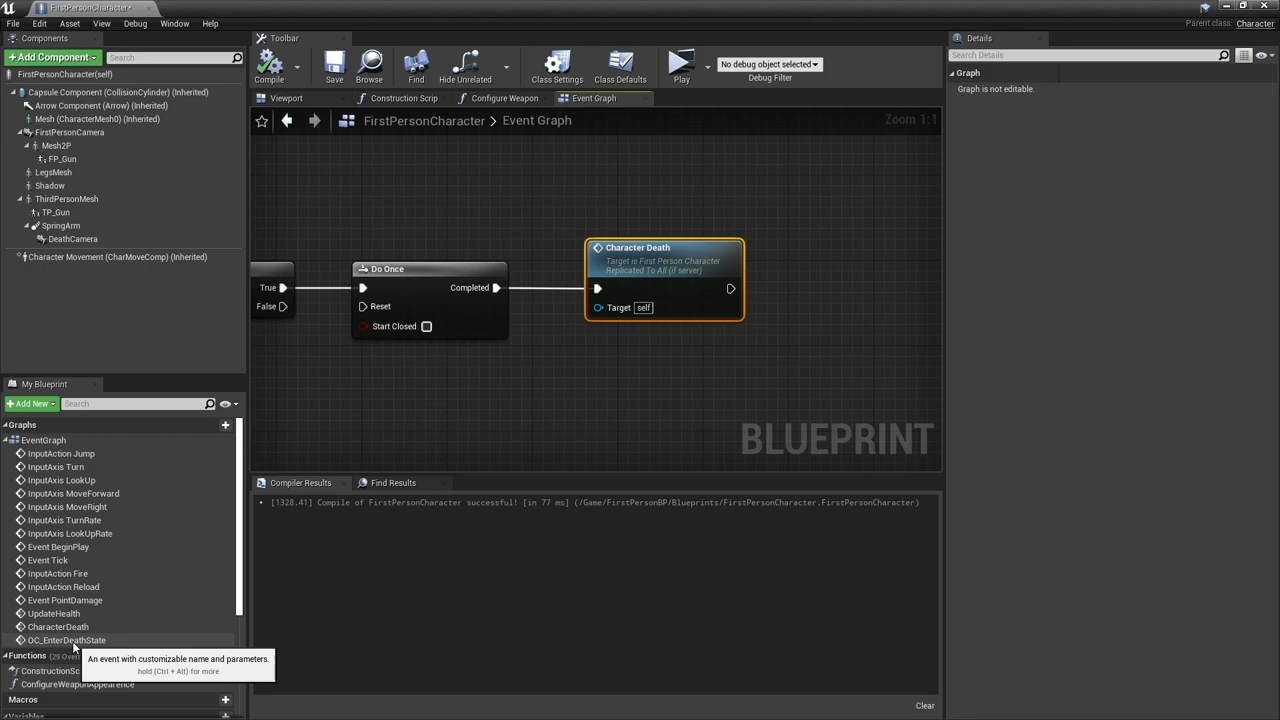 FirstPersonCharacter*
File Edit Asset View Debug Window Help
Parent class: Character
Components
Toolbar
Details
+Add Component
Search
FirstPersonCharacter(self)
Capsule Component (CollisionCylinder) (Inherited)
Arrow Component (Arrow) (Inherited)
Mesh (CharacterMesh0) (Inherited)
FirstPersonCamera
Mesh2P
FP_Gun
LegsMesh
Shadow
ThirdPersonMesh
TP_Gun
SpringArm
DeathCamera
Character Movement (CharMoveComp) (Inherited)
Compile
Save
Browse
Find
Hide Unrelated
Class Settings
Class Defaults
Play
No debug object selected
Debug Filter
Viewport
Construction Scrip
Configure Weapon
Event Graph
FirstPersonCharacter > Event Graph
Zoom 1:1
True
False
Do Once
Completed
Reset
Start Closed
Character Death
Target is First Person Character
Replicated To All (if server)
Target self
BLUEPRINT
Search Details
Graph
Graph is not editable.
My Blueprint
+Add New
Search
Graphs
EventGraph
InputAction Jump
InputAxis Turn
InputAxis LookUp
InputAxis MoveForward
InputAxis MoveRight
InputAxis TurnRate
InputAxis LookUpRate
Event BeginPlay
Event Tick
InputAction Fire
InputAction Reload
Event PointDamage
UpdateHealth
CharacterDeath
OC_EnterDeathState
Functions (29 Over
ConstructionSc
ConfigureWeaponAppearence
Macros
Variables
An event with customizable name and parameters.
hold (Ctrl + Alt) for more
Compiler Results
Find Results
[1328.41] Compile of FirstPersonCharacter successful! [in 77 ms] (/Game/FirstPersonBP/Blueprints/FirstPersonCharacter.FirstPersonCharacter)
Clear